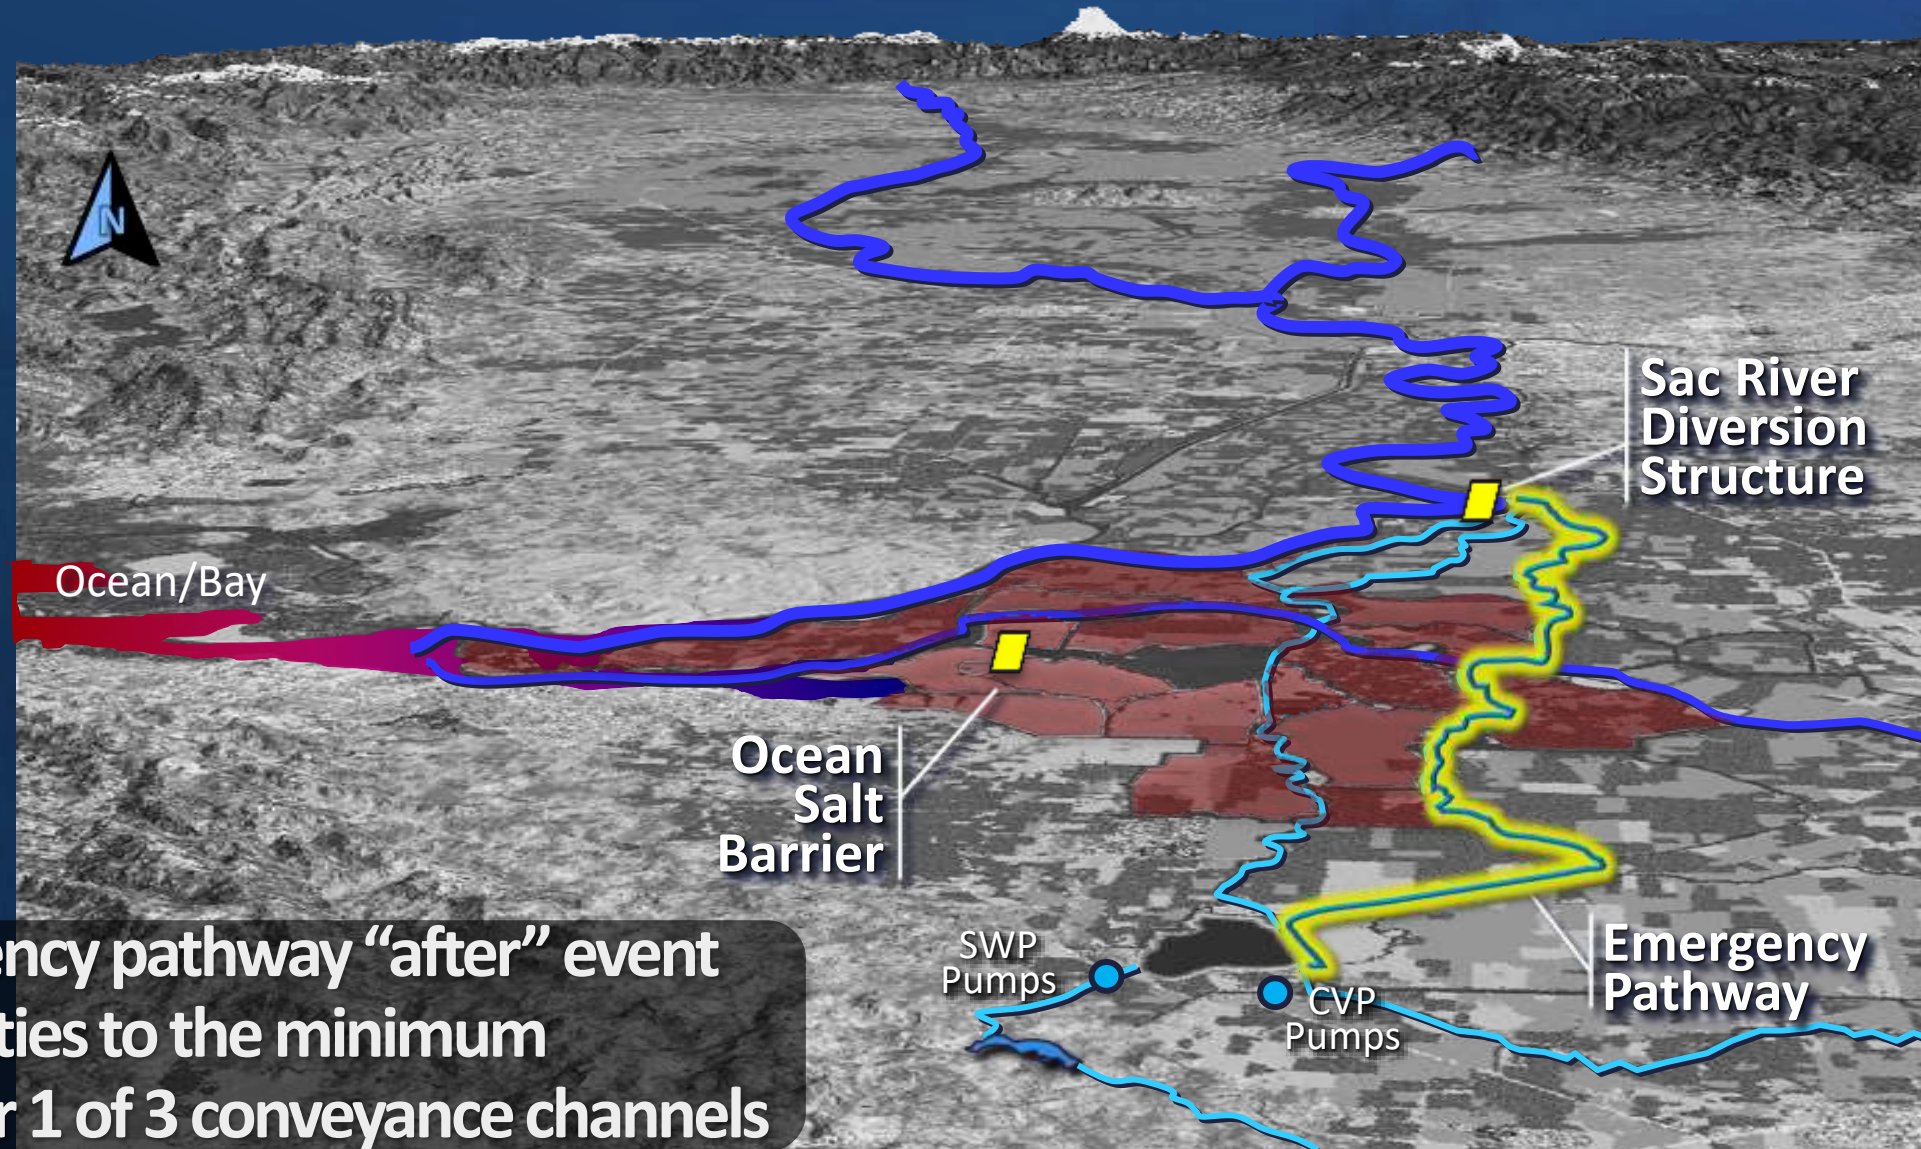 N
Sac River
Diversion
Structure
Ocean/Bay
Ocean
Salt
Barrier
SWP
Pumps
CVP
Pumps
Emergency
Pathway
ency pathway “after” event
ties to the minimum
r 1 of 3 conveyance channels